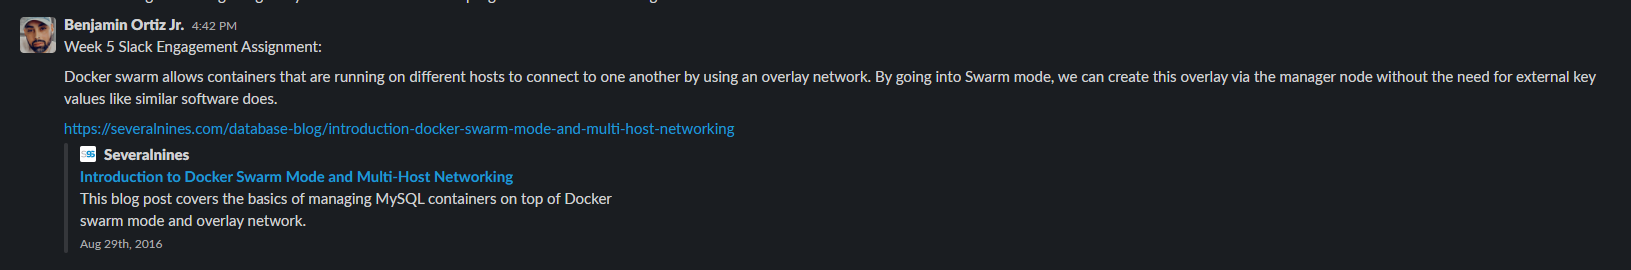 Benjamin Ortiz Jr. 4:42 PM
Week 5 Slack Engagement Assignment:
Docker swarm allows containers that are running on different hosts to connect to one another by using an overlay network. By going into Swarm mode, we can create this overlay via the manager node without the need for external key
values like similar software does.
https://severalnines.com/database-blog/introduction-docker-swarm-mode-and-multi-host-networking
Severalnines
Introduction to Docker Swarm Mode and Multi-Host Networking
This blog post covers the basics of managing MySQL containers on top of Docker
swarm mode and overlay network.
Aug 29th, 2016